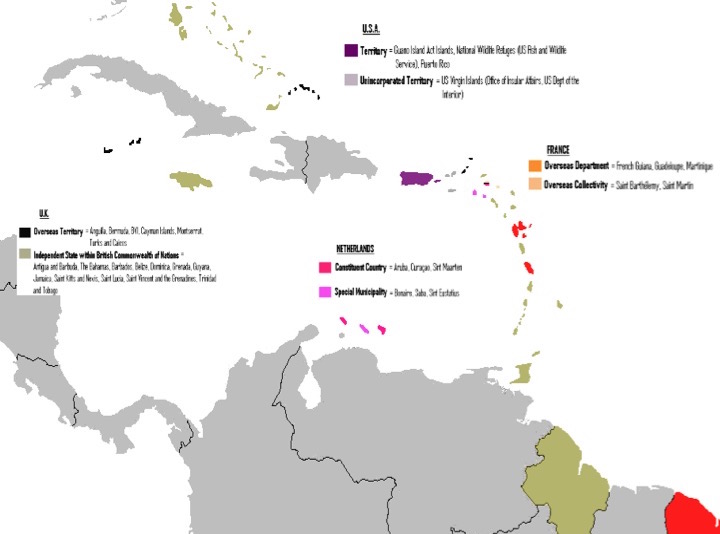 U.S.A.
Territory = Guano Island Act Islands, National Wildlife Refuges (US Fish and Wildlife
Service), Puerto Rico
Unincorporated Territory = US Virgin Islands (Office of Insular Affairs, US Dept of the
Interior)
FRANCE
Overseas Department = French Guiana, Guadeloupe, Martinique
Overseas Collectivity = Saint Barthélemy, Saint Martin
U.K.
Overseas Territory = Anguilla, Bermuda, BVI, Cayman Islands, Montserrat,
Turks and Caicos
Independent State within British Commonwealth of Nations =
Antigua and Barbuda, The Bahamas, Barbados, Belize, Dominica, Grenada, Guyana,
Jamaica, Saint Kitts and Nevis, Saint Lucia, Saint Vincent and the Grenadines, Trinidad
and Tobago
NETHERLANDS
Constituent Country = Aruba, Curaçao, Sint Maarten
Special Municipality = Bonaire, Saba, Sint Eustatius